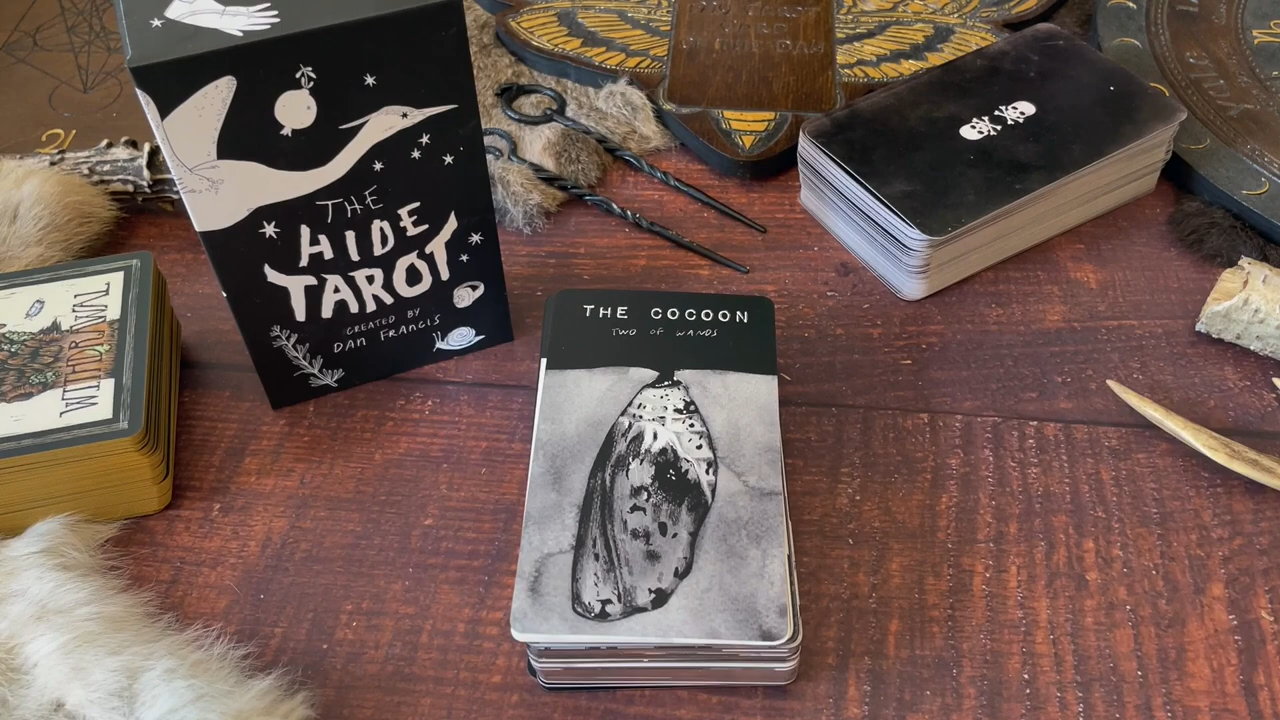 THE
HIDE
TAROT
CREATED BY
DAN FRANCIS
THE COCOON
TWO OF WANDS
WITHDRAWAL